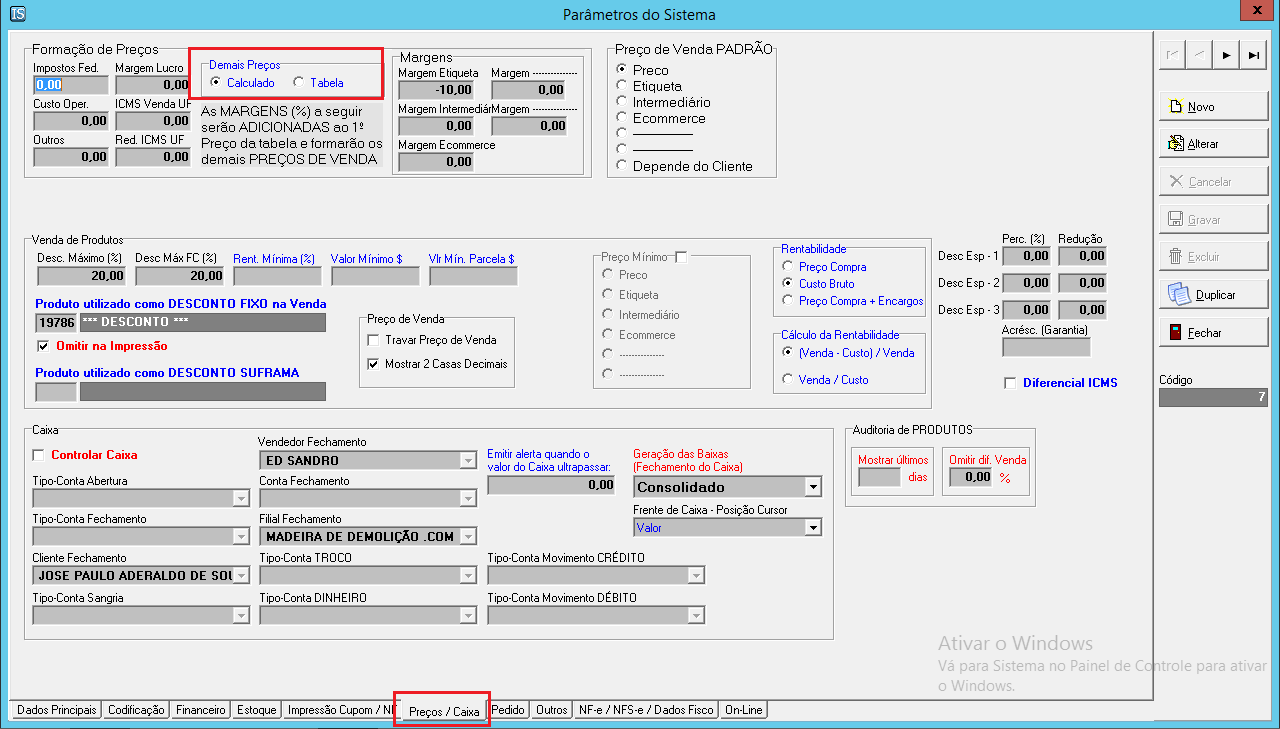 TS
Parâmetros do Sistema
x
Formação de Preços
Impostos Fed.
Margem Lucro
0,00
0,00
Custo Oper.
ICMS Venda UF
0,00
0,00
Outros
Red. ICMS UF
0,00
0,00
Demais Preços
Calculado
Tabela
As MARGENS (%) a seguir
serão ADICIONADAS ao 1º
Preço da tabela e formarão os
demais PREÇOS DE VENDA
Margens
Margem Etiqueta
Margem --------------
-10,00
0,00
Margem Intermediár
Margem --------------
0,00
0,00
Margem Ecommerce
0,00
Preço de Venda PADRÃO
Preco
Etiqueta
Intermediário
Ecommerce
Depende do Cliente
Novo
Alterar
Cancelar
Gravar
Excluir
Duplicar
Fechar
Código
7
Venda de Produtos
Desc. Máximo (%)
Desc Máx FC (%)
Rent. Mínima (%)
Valor Mínimo $
Vlr Mín. Parcela $
20,00
20,00
Produto utilizado como DESCONTO FIXO na Venda
19786
*** DESCONTO ***
Omitir na Impressão
Produto utilizado como DESCONTO SUFRAMA
Preço de Venda
Travar Preço de Venda
Mostrar 2 Casas Decimais
Preço Mínimo
Preco
Etiqueta
Intermediário
Ecommerce
--------------
--------------
Rentabilidade
Preço Compra
Custo Bruto
Preço Compra + Encargos
Cálculo da Rentabilidade
(Venda - Custo) / Venda
Venda / Custo
Perc. (%)
Redução
Desc Esp - 1
0,00
0,00
Desc Esp - 2
0,00
0,00
Desc Esp - 3
0,00
0,00
Acrésc. (Garantia)
Diferencial ICMS
Caixa
Controlar Caixa
Tipo-Conta Abertura
Tipo-Conta Fechamento
Cliente Fechamento
JOSE PAULO ADERALDO DE SOU
Tipo-Conta Sangria
Vendedor Fechamento
ED SANDRO
Conta Fechamento
Filial Fechamento
MADEIRA DE DEMOLIÇÃO .COM
Tipo-Conta TROCO
Tipo-Conta DINHEIRO
Emitir alerta quando o
valor do Caixa ultrapassar:
0,00
Tipo-Conta Movimento CRÉDITO
Tipo-Conta Movimento DÉBITO
Geração das Baixas
(Fechamento do Caixa)
Consolidado
Frente de Caixa - Posição Cursor
Valor
Auditoria de PRODUTOS
Mostrar últimos
dias
Omitir dif. Venda
0,00
%
Ativar o Windows
Vá para Sistema no Painel de Controle para ativar
o Windows.
Dados Principais
Codificação
Financeiro
Estoque
Impressão Cupom / NF
Preços / Caixa
Pedido
Outros
NF-e / NFS-e / Dados Fisco
On-Line